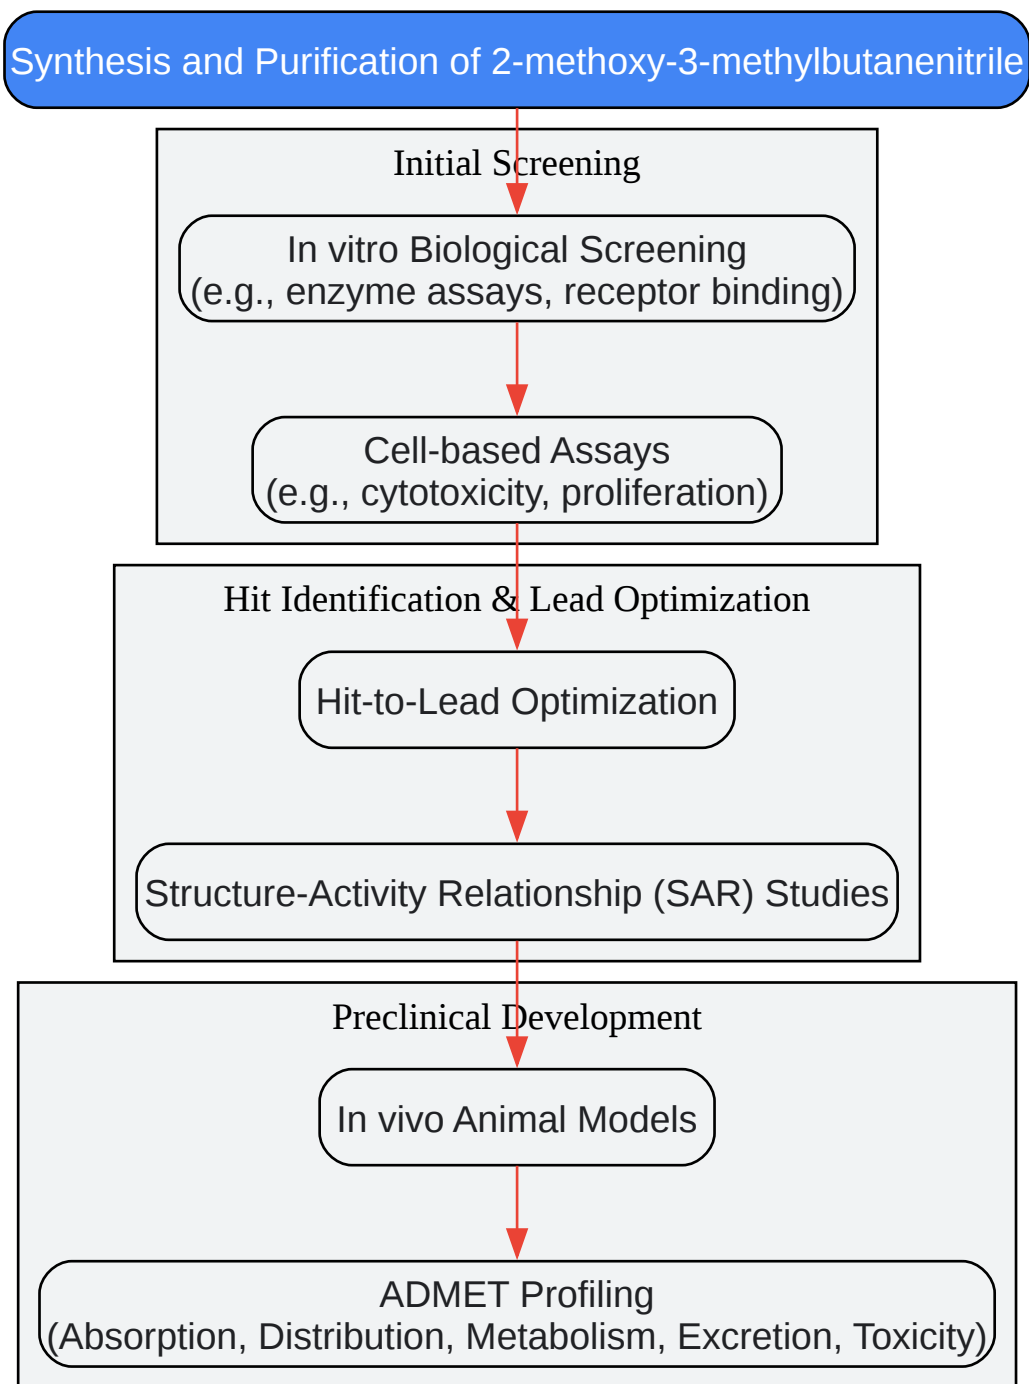 Synthesis and Purification of 2-methoxy-3-methylbutanenitrile
Initial Screening
In vitro Biological Screening
(e.g., enzyme assays, receptor binding)
Cell-based Assays
(e.g., cytotoxicity, proliferation)
Hit Identification & Lead Optimization
Hit-to-Lead Optimization
Structure-Activity Relationship (SAR) Studies
Preclinical Development
In vivo Animal Models
ADMET Profiling
(Absorption, Distribution, Metabolism, Excretion, Toxicity)